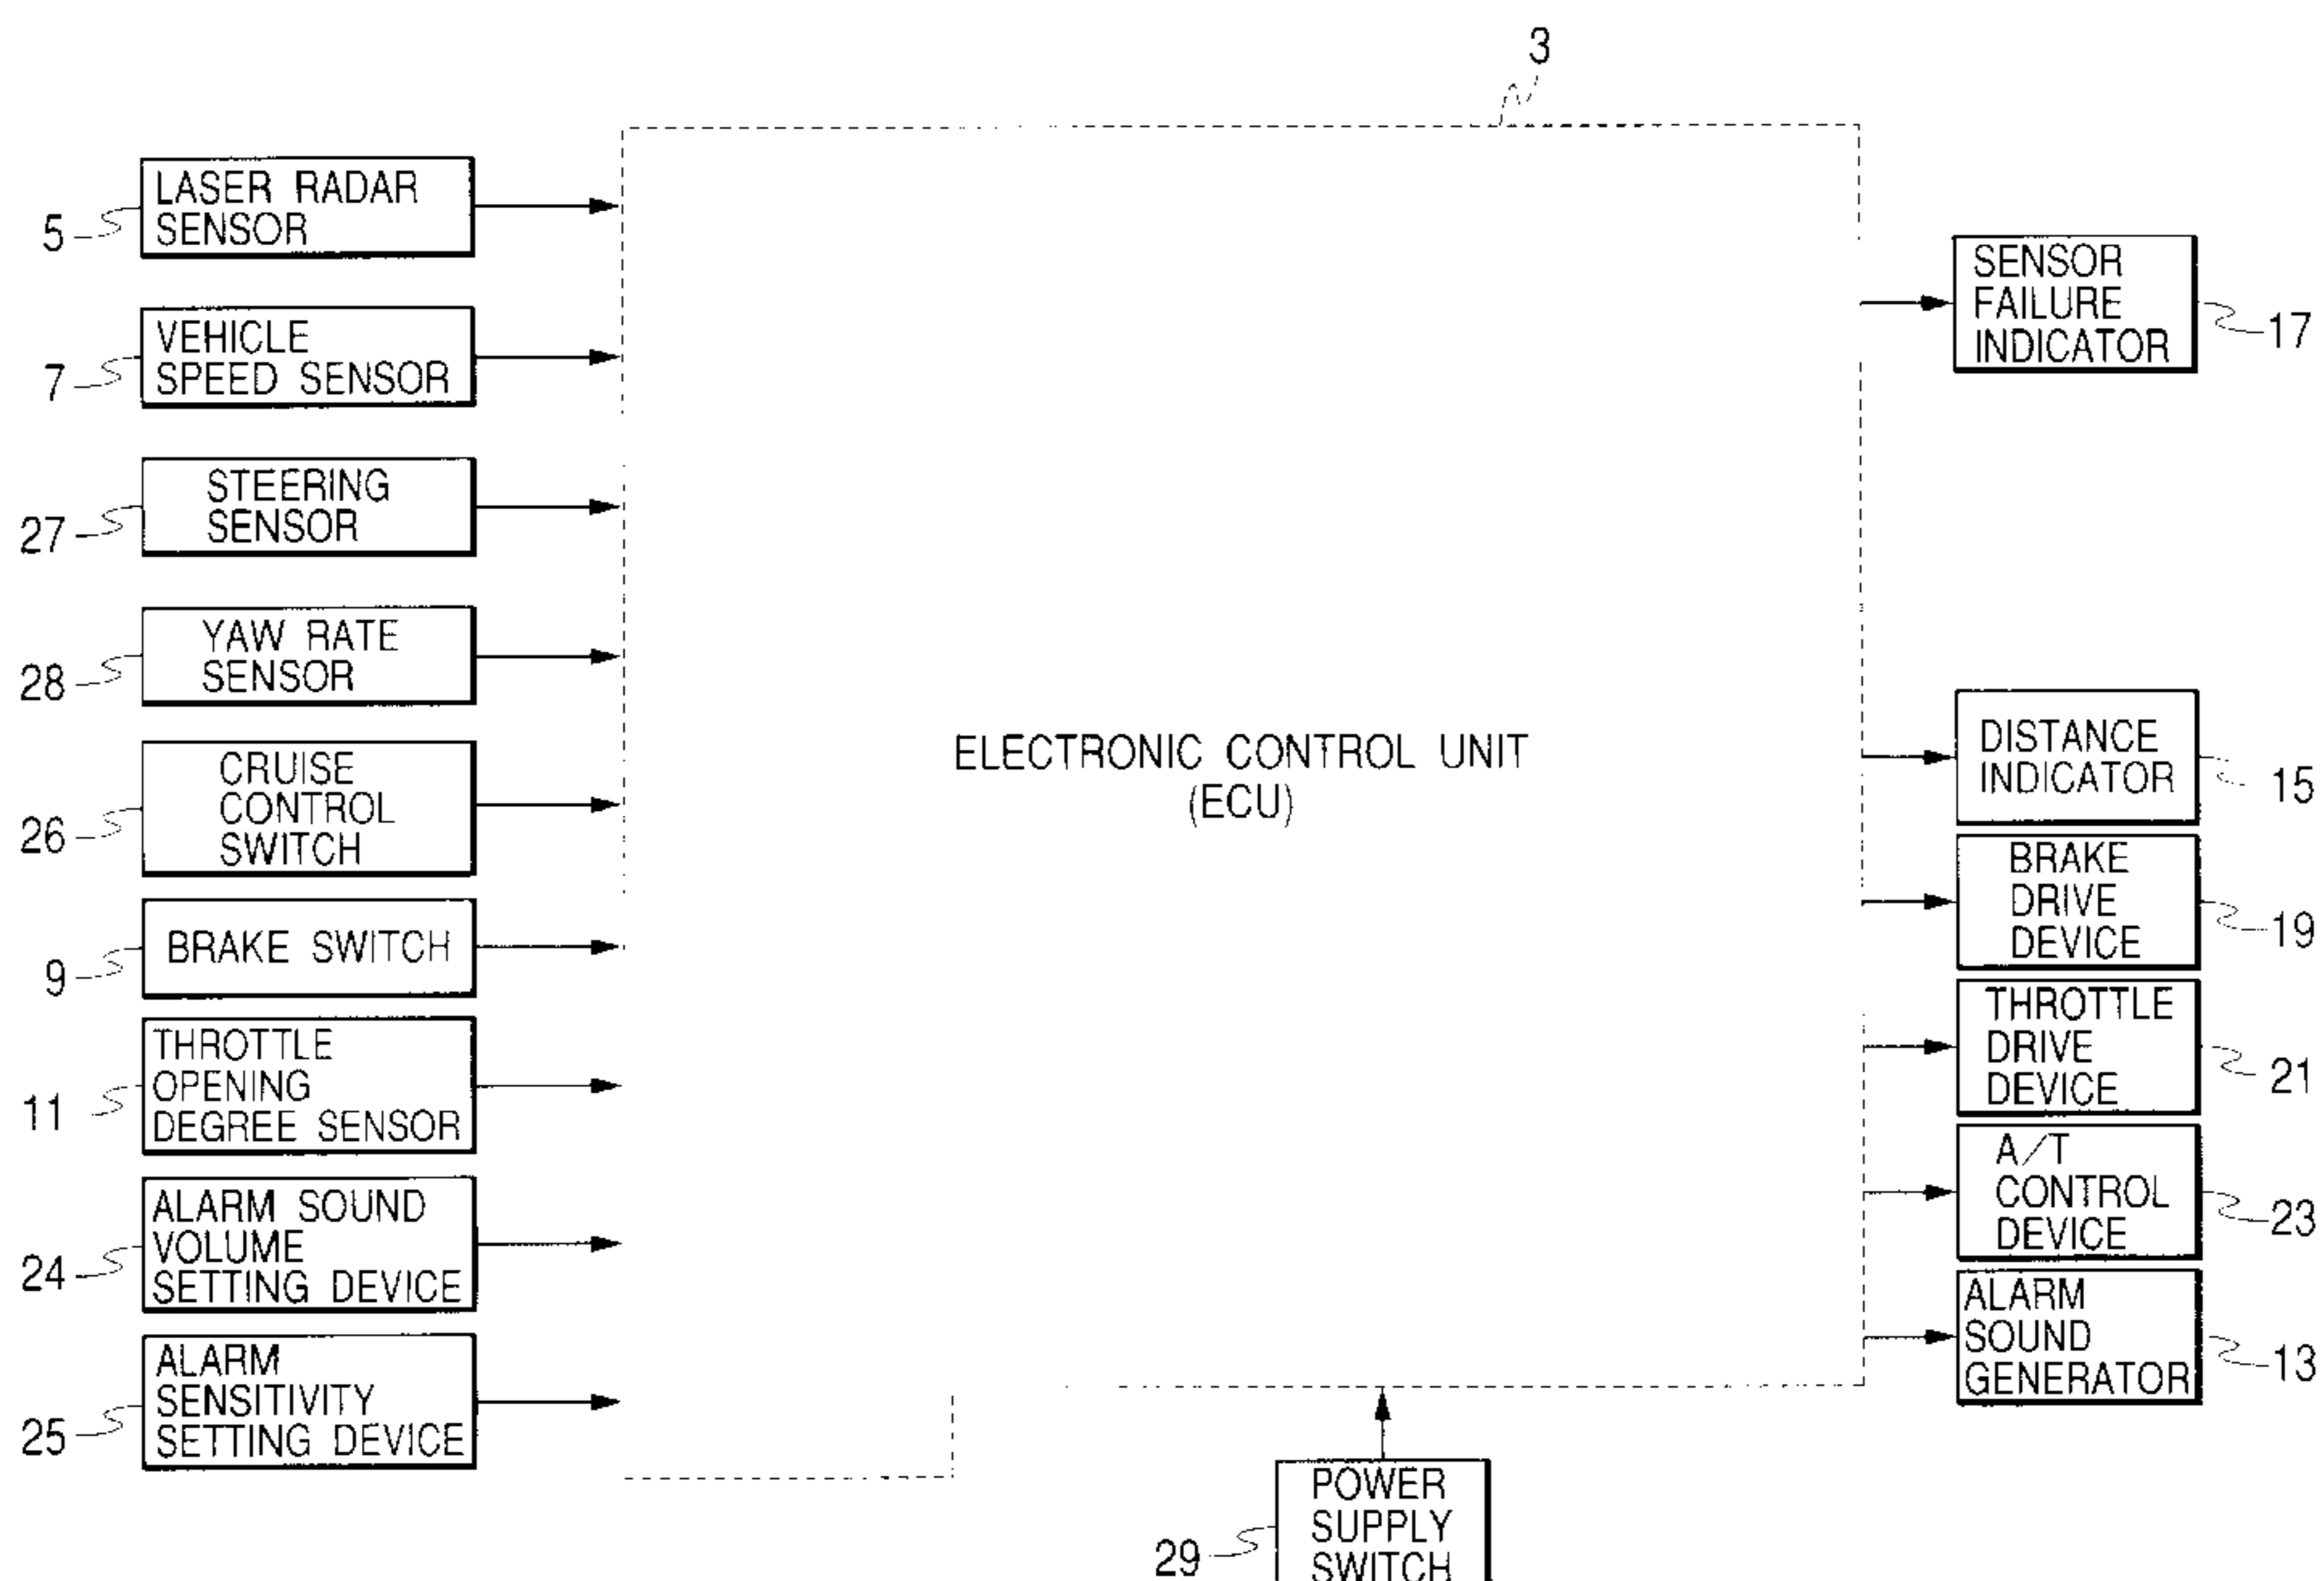 3
LASER RADAR
SENSOR
5
VEHICLE
SPEED SENSOR
7
STEERING
SENSOR
27
YAW RATE
SENSOR
28
CRUISE
CONTROL
SWITCH
26
BRAKE SWITCH
9
THROTTLE
OPENING
DEGREE SENSOR
11
ALARM SOUND
VOLUME
SETTING DEVICE
24
ALARM
SENSITIVITY
SETTING DEVICE
25
ELECTRONIC CONTROL UNIT
(ECU)
SENSOR
FAILURE
INDICATOR
17
DISTANCE
INDICATOR
15
BRAKE
DRIVE
DEVICE
19
THROTTLE
DRIVE
DEVICE
21
A/T
CONTROL
DEVICE
23
ALARM
SOUND
GENERATOR
13
POWER
SUPPLY
SWITCH
29